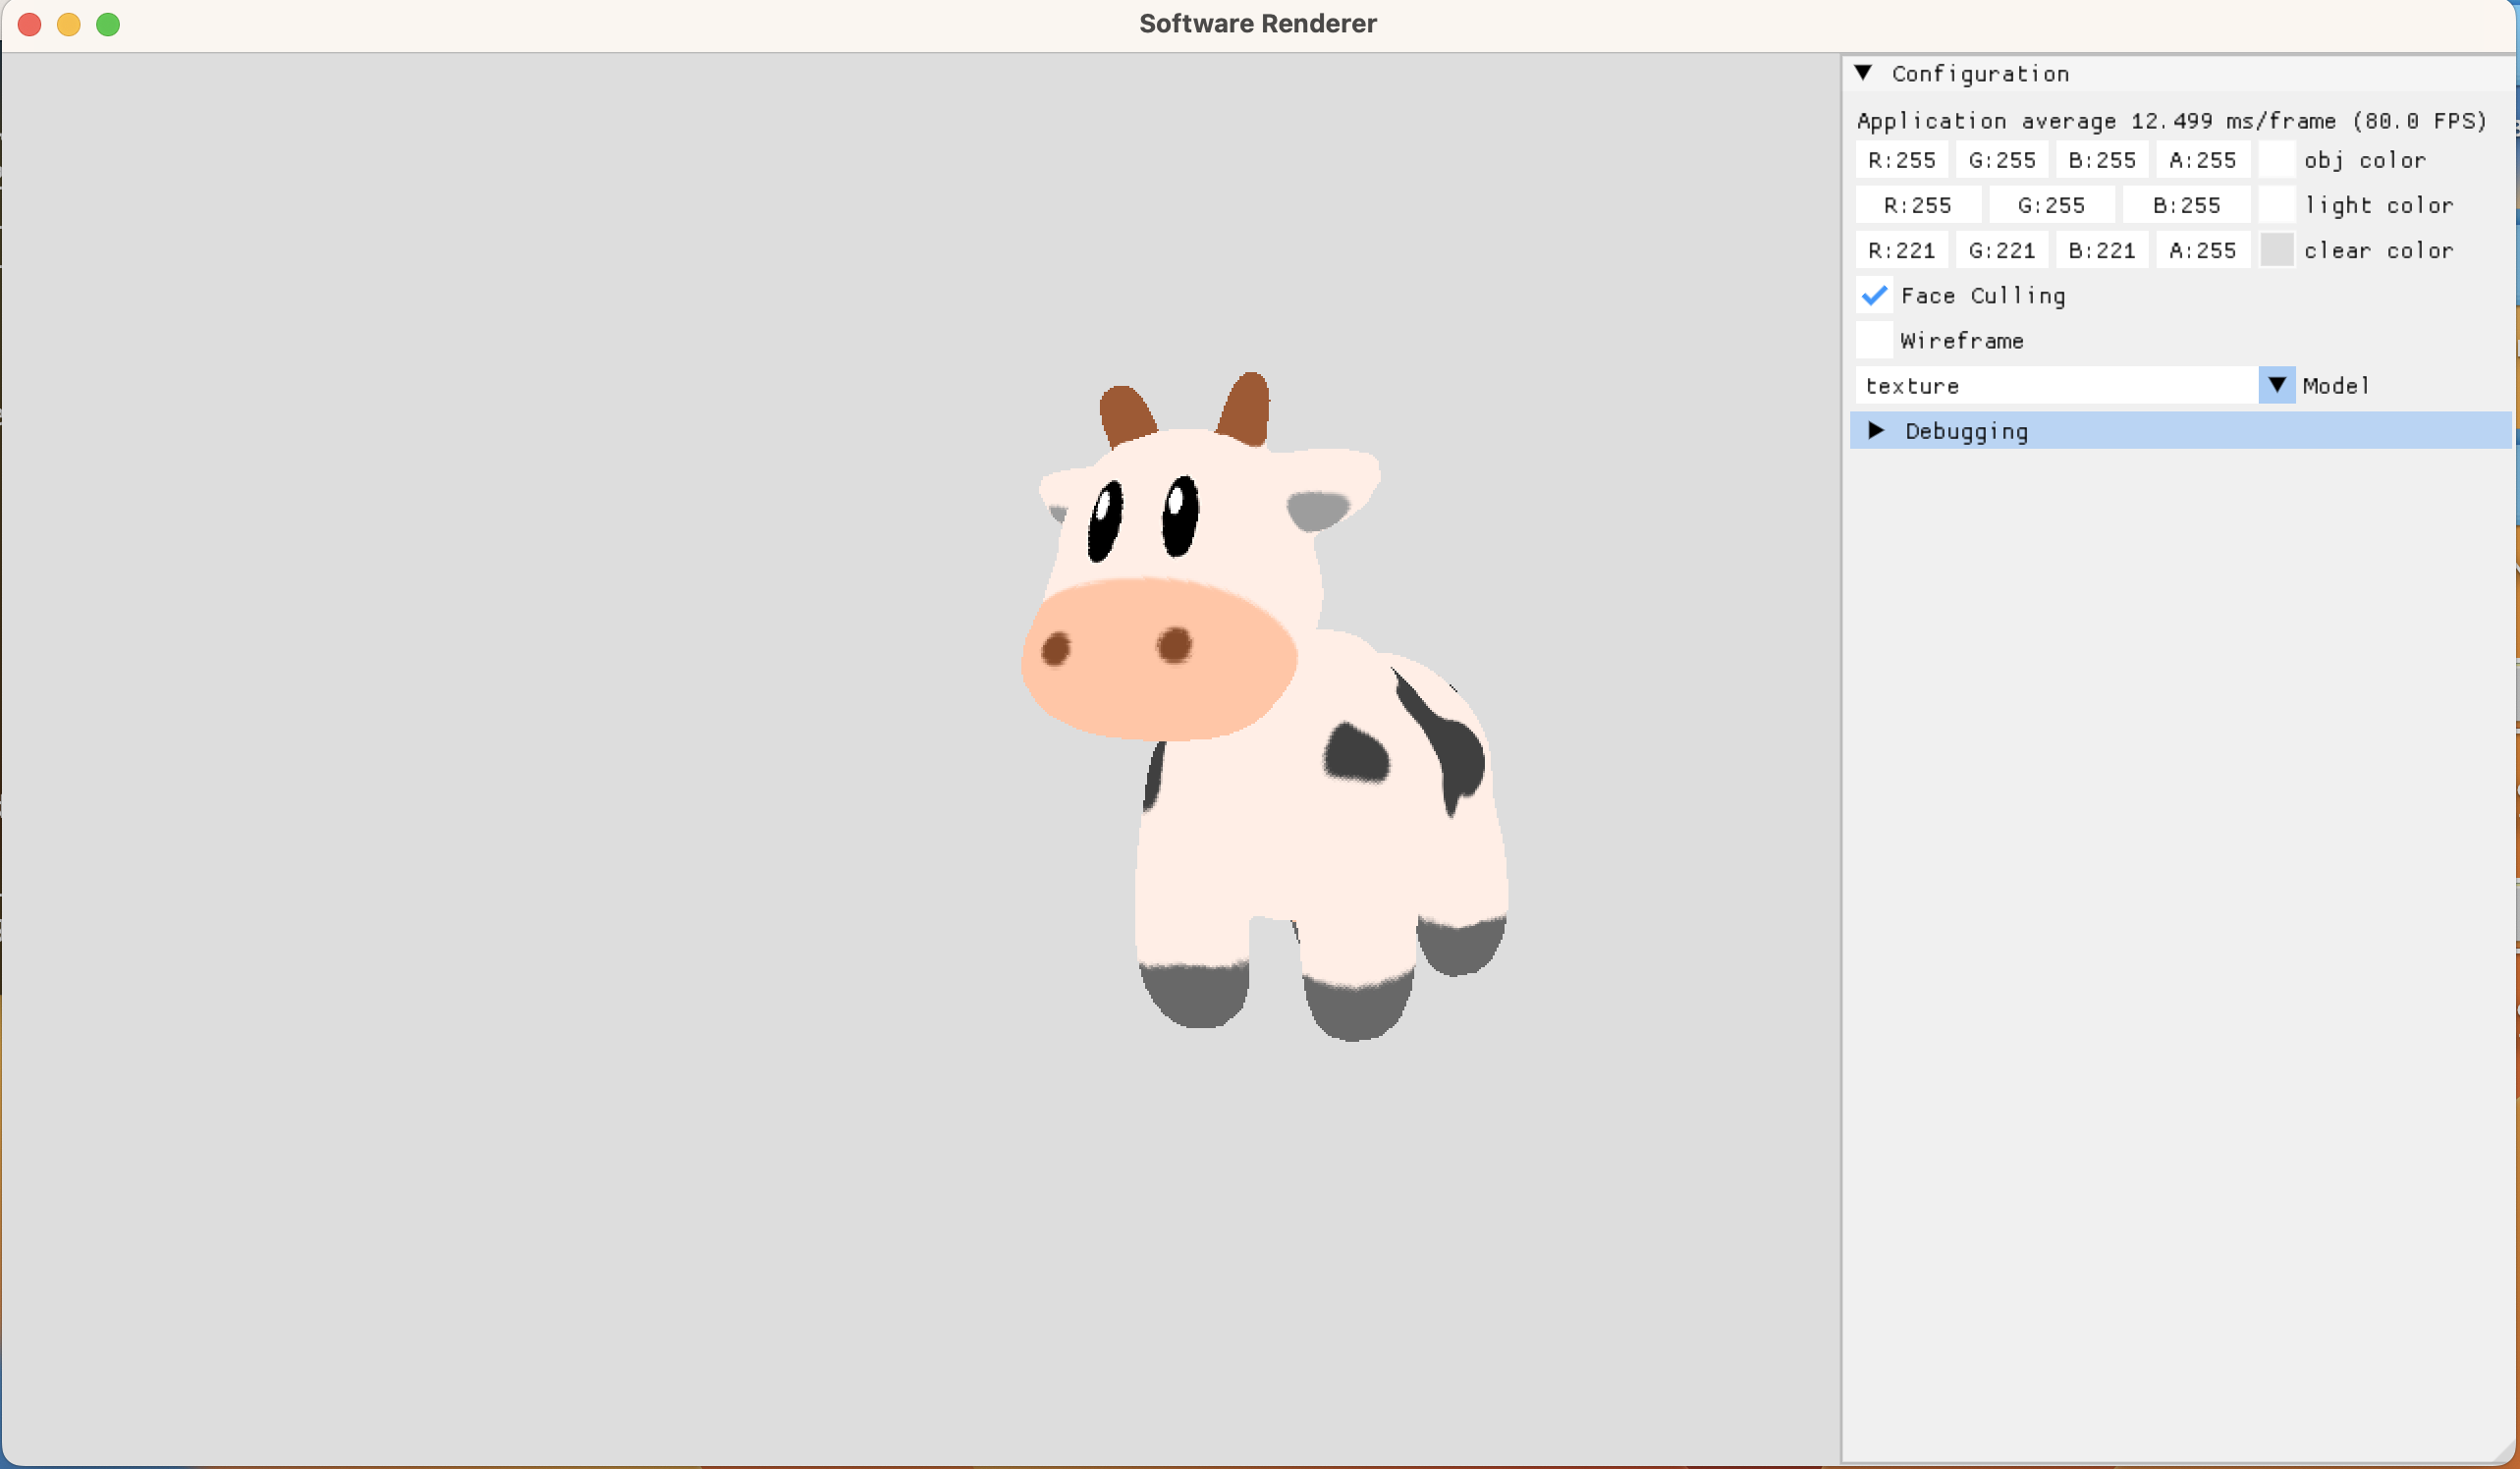 Software Renderer
Configuration
Application average 12.499 ms/frame (80.0 FPS)
R:255 G:255 B:255 A:255 obj color
R:255 G:255 B:255 light color
R:221 G:221 B:221 A:255 clear color
Face Culling
Wireframe
texture Model
Debugging